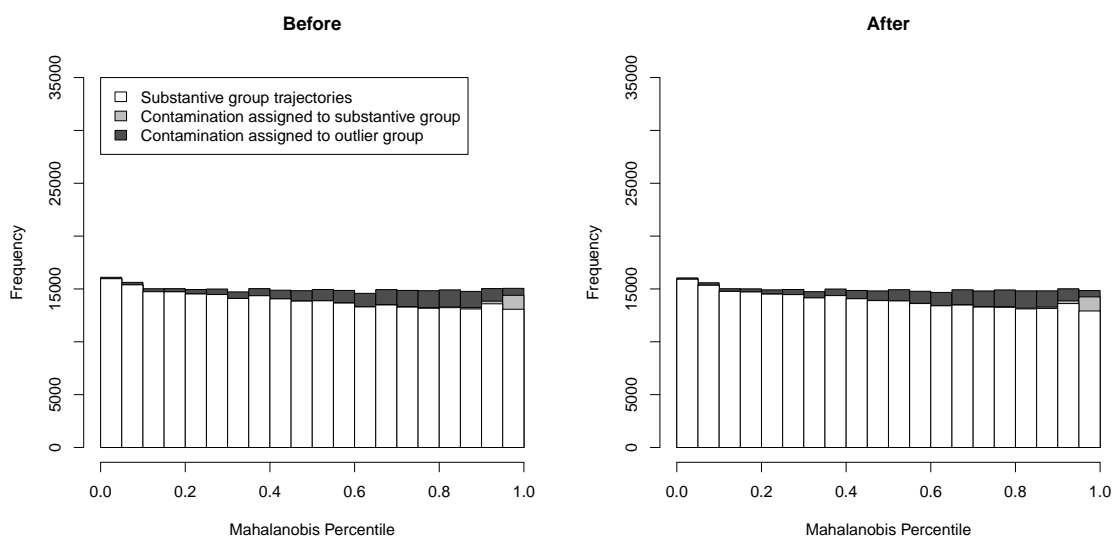 Before
Frequency
35000
25000
15000
5000
0
Substantive group trajectories
Contamination assigned to substantive group
Contamination assigned to outlier group
0.0 0.2 0.4 0.6 0.8 1.0
Mahalanobis Percentile
After
Frequency
35000
25000
15000
5000
0
0.0 0.2 0.4 0.6 0.8 1.0
Mahalanobis Percentile